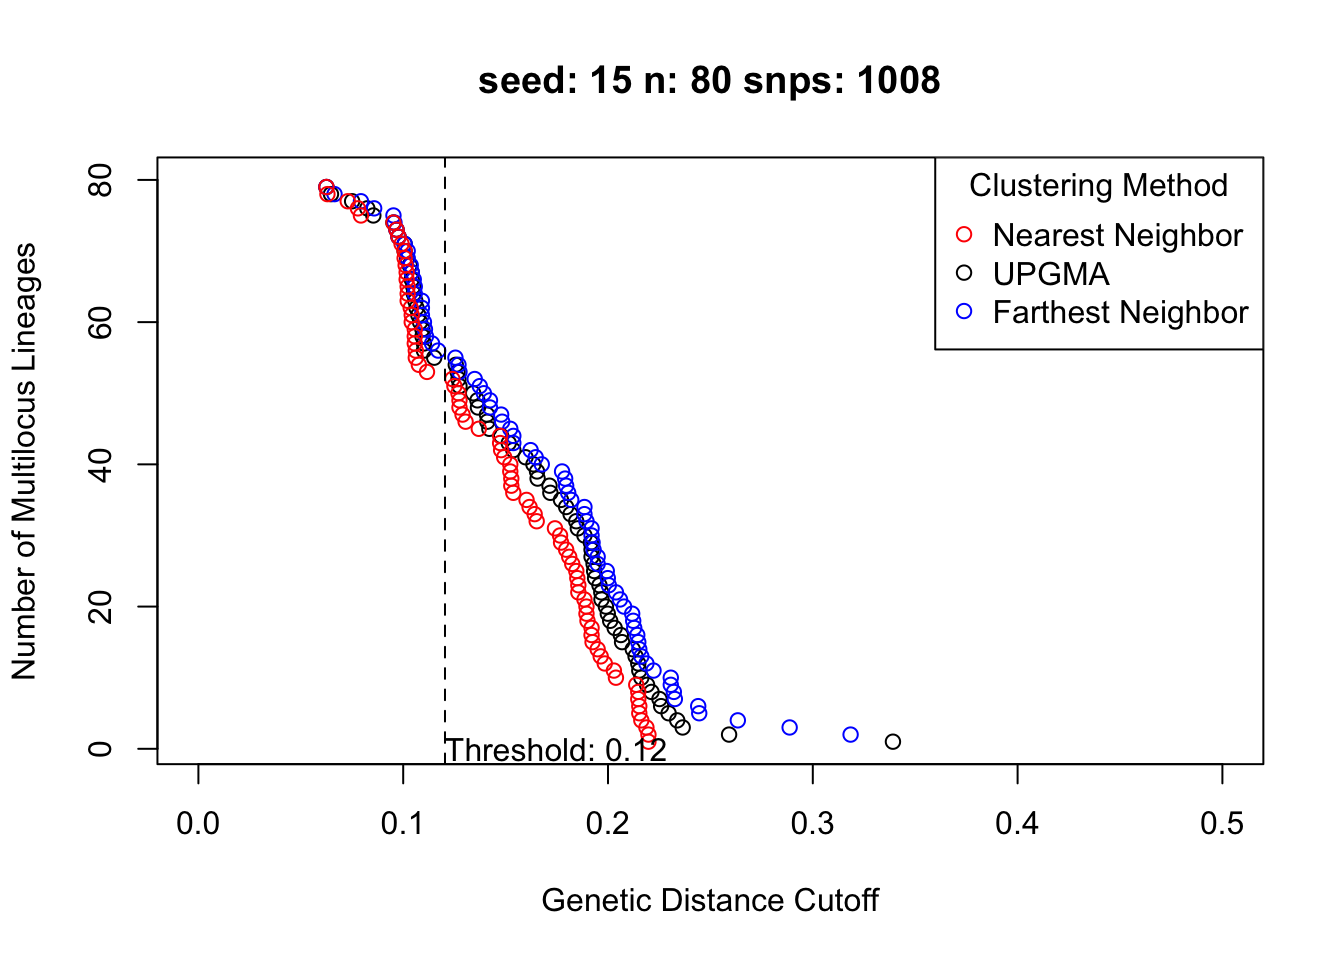 seed: 15 n: 80 snps: 1008
Clustering Method
Nearest Neighbor
UPGMA
Farthest Neighbor
Number of Multilocus Lineages
80
60
40
20
0
Threshold: 0.12
0.0 0.1 0.2 0.3 0.4 0.5
Genetic Distance Cutoff